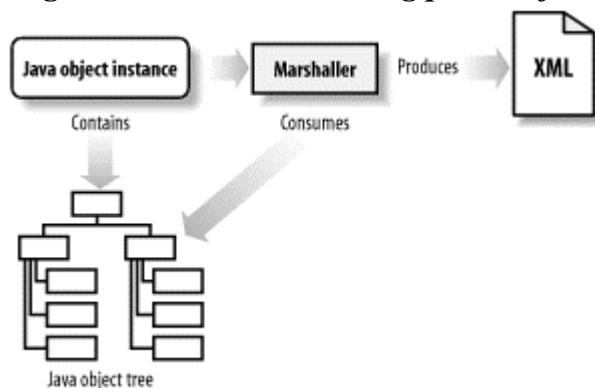 Java object instance
Marshaller
Produces
XML
Contains
Consumes
Java object tree